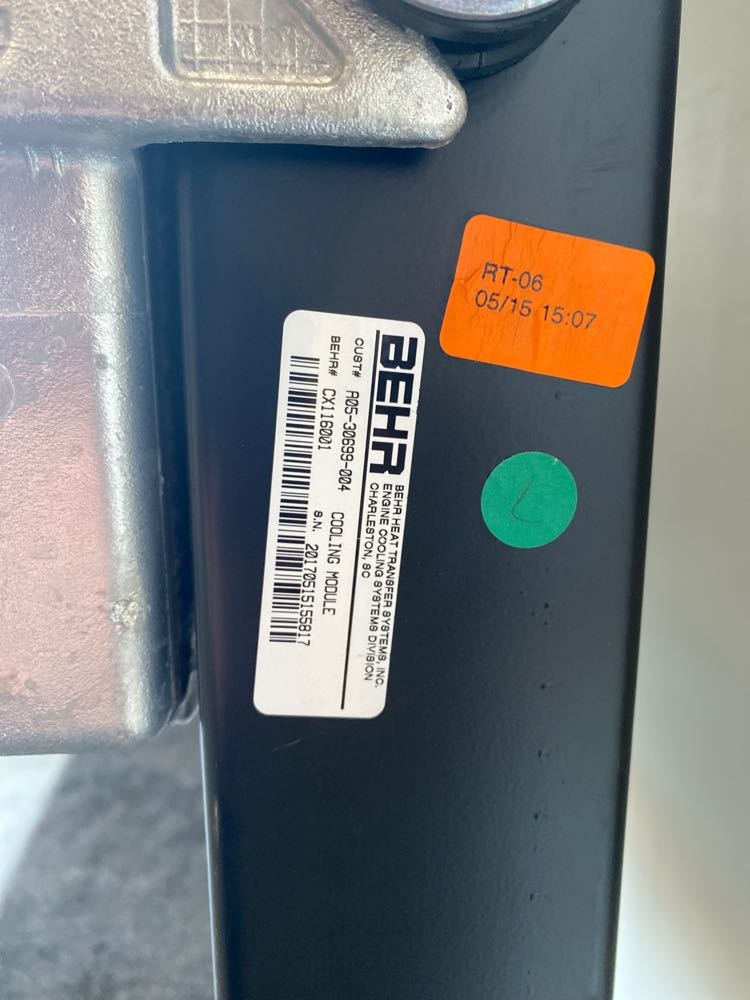 RT-06
05/15 15:07
BEHR
BEHR HEAT TRANSFER SYSTEMS, INC.
ENGINE COOLING SYSTEMS DIVISION
CHARLESTON, SC
CUST# A05-30699-004 COOLING MODULE
BEHR# CX116001
S.N. 20170515155817